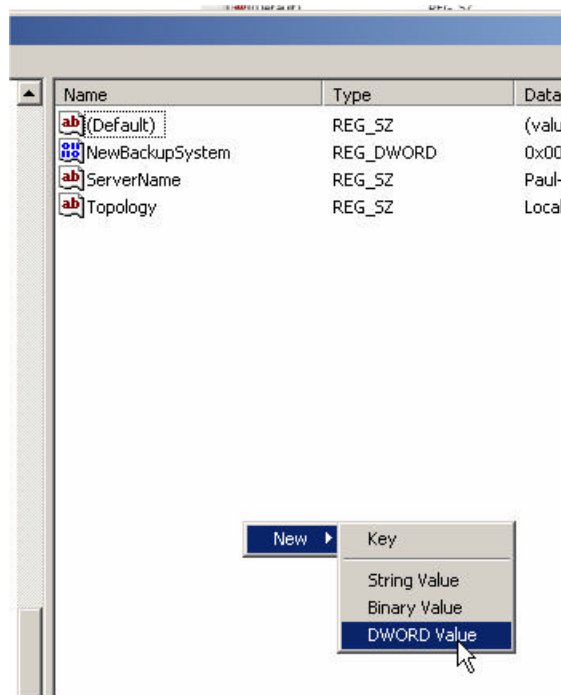 Name Type Data
(Default) REG_SZ (valu
NewBackupSystem REG_DWORD 0x00
ServerName REG_SZ Paul-
Topology REG_SZ Local
New Key
String Value
Binary Value
DWORD Value